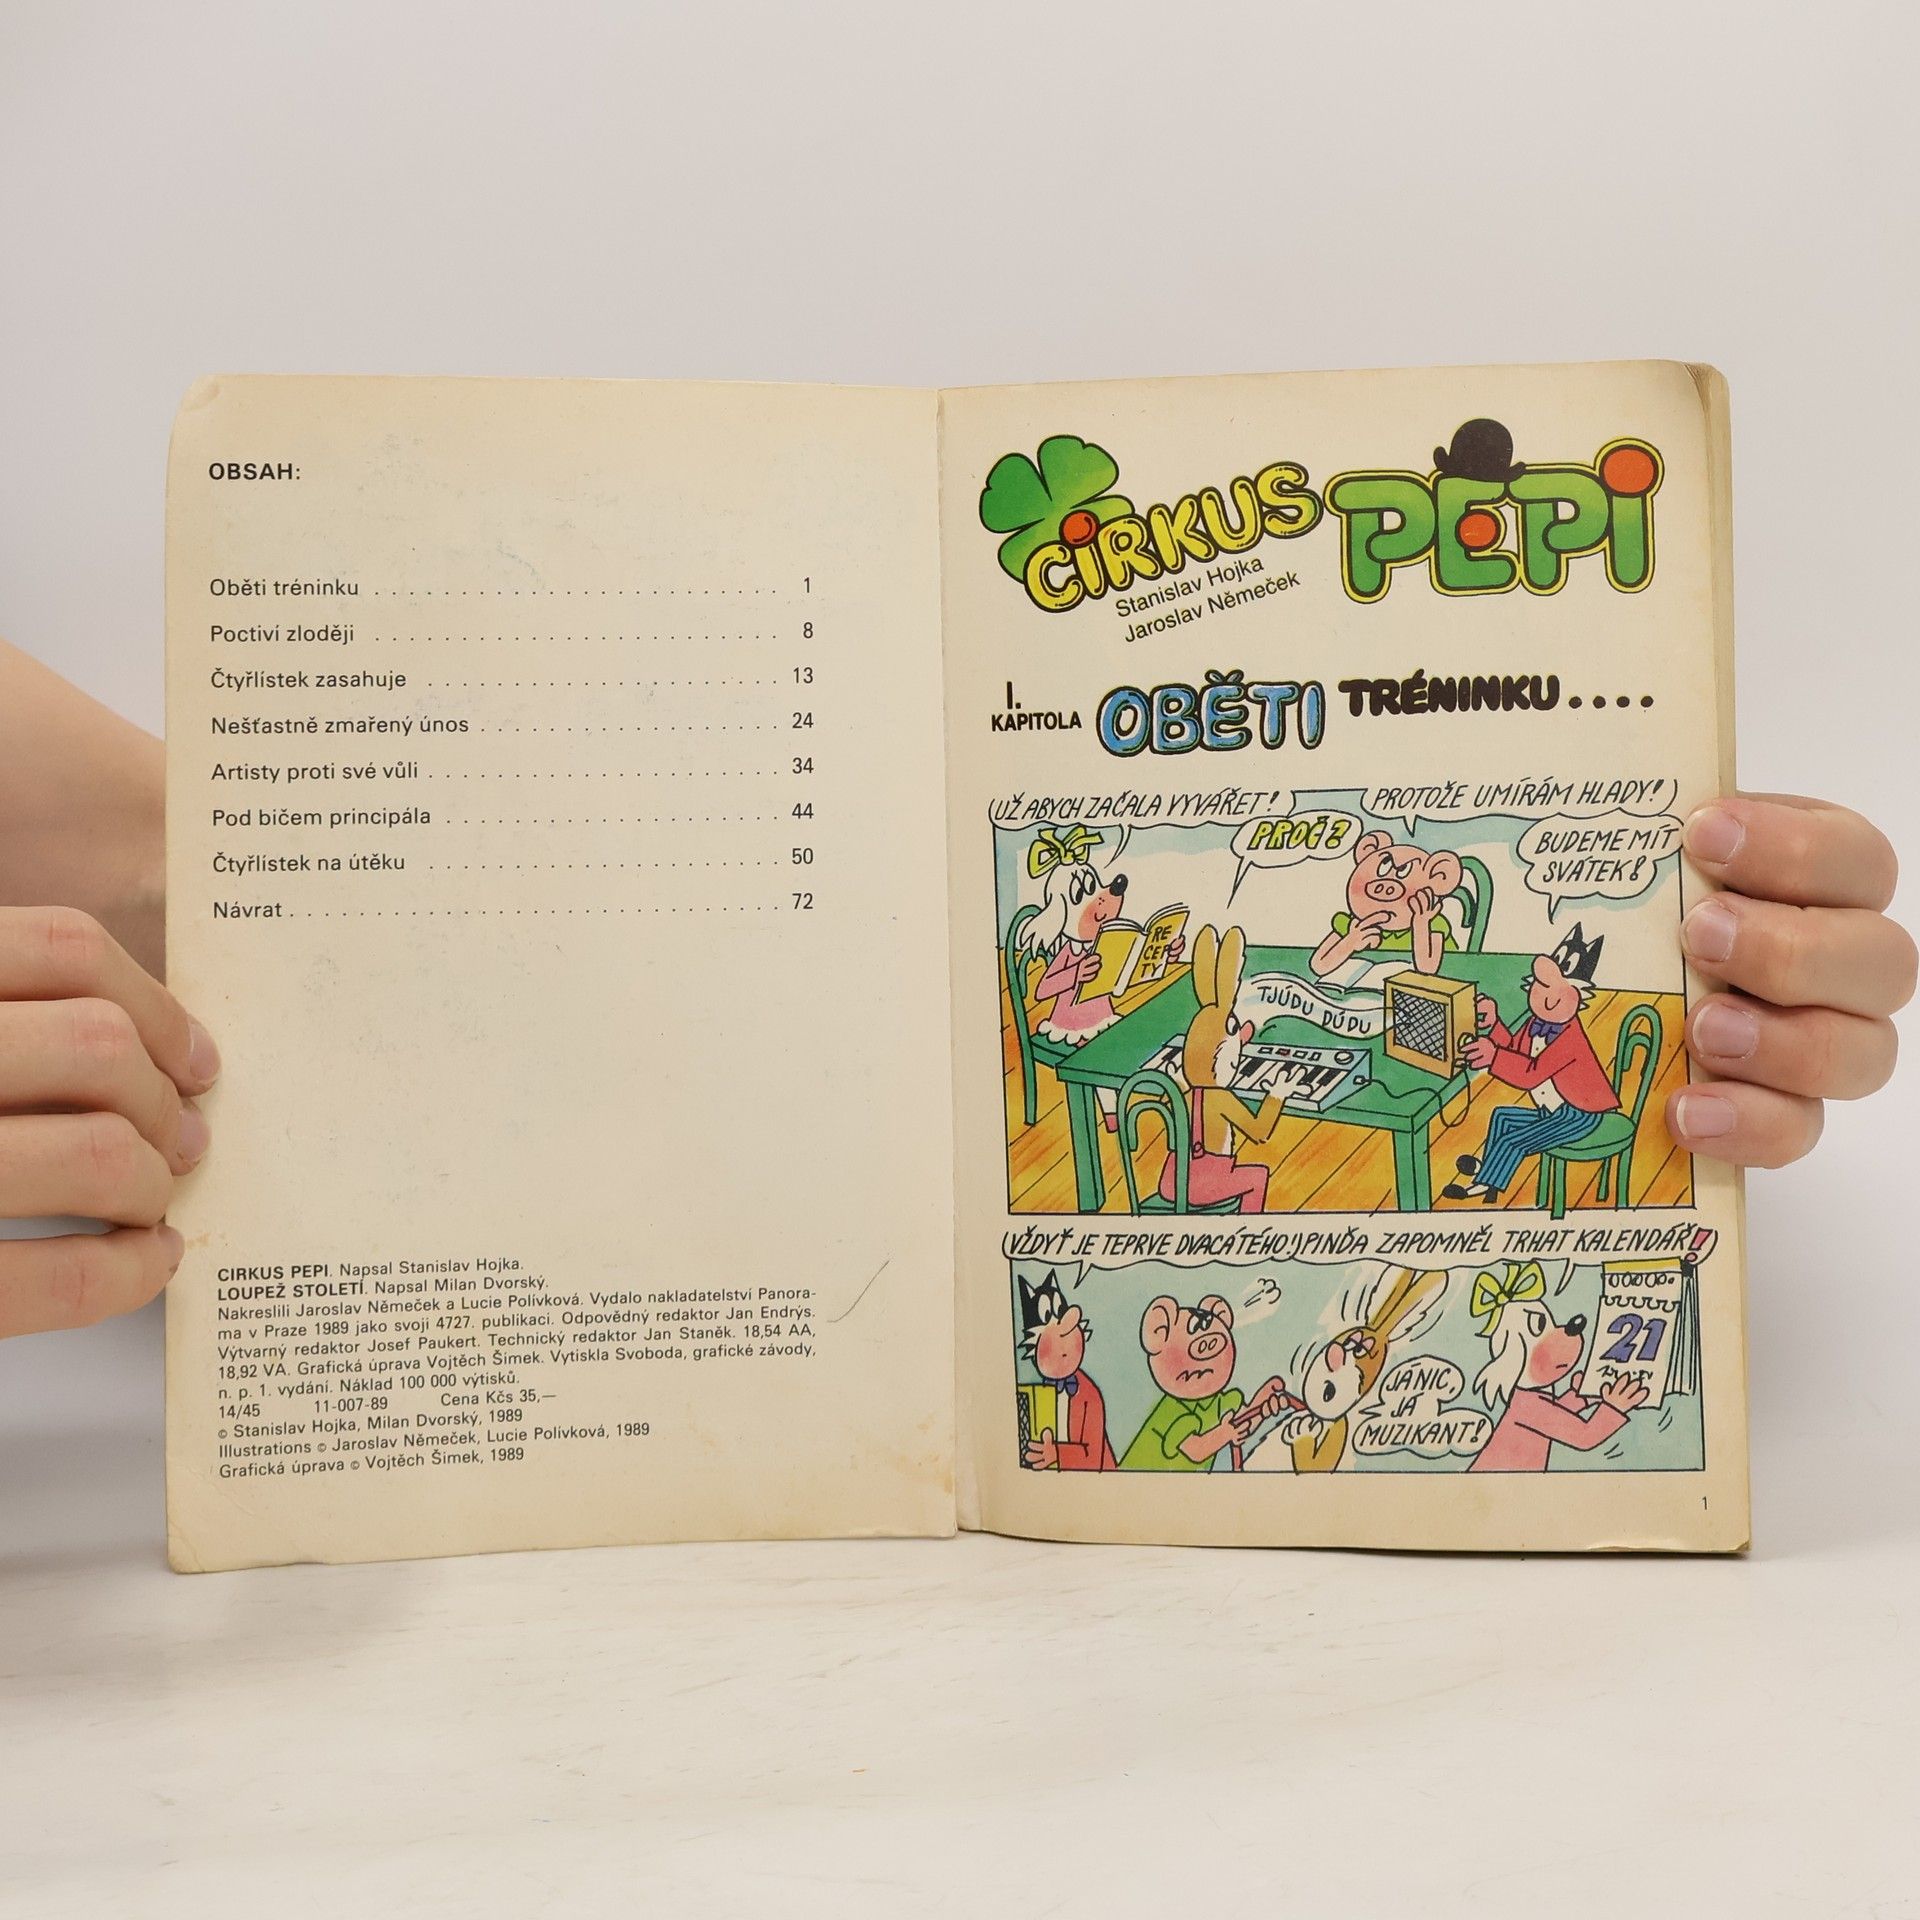 OBSAH:
Oběti tréninku . . . . . . . . . . . . . . . . . . . . . . . . . . . . . . 1
Poctiví zloději . . . . . . . . . . . . . . . . . . . . . . . . . . . . . . 8
Čtyřlístek zasahuje . . . . . . . . . . . . . . . . . . . . . . . . . . 13
Nešťastně zmařený únos . . . . . . . . . . . . . . . . . . . . . . 24
Artisty proti své vůli . . . . . . . . . . . . . . . . . . . . . . . . . . 34
Pod bičem principála . . . . . . . . . . . . . . . . . . . . . . . . . 44
Čtyřlístek na útěku . . . . . . . . . . . . . . . . . . . . . . . . . . 50
Návrat . . . . . . . . . . . . . . . . . . . . . . . . . . . . . . . . . . . . 72
CIRKUS PEPI. Napsal Stanislav Hojka.
LOUPEŽ STOLETÍ. Napsal Milan Dvorský.
Nakreslili Jaroslav Němeček a Lucie Polívková. Vydalo nakladatelství Panora-
ma v Praze 1989 jako svoji 4727. publikaci. Odpovědný redaktor Jan Endrýs.
Výtvarný redaktor Josef Paukert. Technický redaktor Jan Staněk. 18,54 AA,
18,92 VA. Grafická úprava Vojtěch Šimek. Vytiskla Svoboda, grafické závody,
n. p. 1. vydání. Náklad 100 000 výtisků.
14/45 11-007-89 Cena Kčs 35,—
© Stanislav Hojka, Milan Dvorský, 1989
Illustrations © Jaroslav Němeček, Lucie Polívková, 1989
Grafická úprava © Vojtěch Šimek, 1989
CIRKUS PEPI
Stanislav Hojka
Jaroslav Němeček
I.
KAPITOLA OBĚTI TRÉNINKU....
UŽ ABYCH ZAČALA VYVÁŘET!
PROČ?
PROTOŽE UMÍRÁM HLADY!
BUDEME MÍT
SVÁTEK!
RE
CEP
TY
TJÚDU DÚDU
VŽDYŤ JE TEPRVE DVACÁTÉHO!
PINĎA ZAPOMNĚL TRHAT KALENDÁŘ!
21
JÁ NIC,
JÁ
MUZIKANT!
1